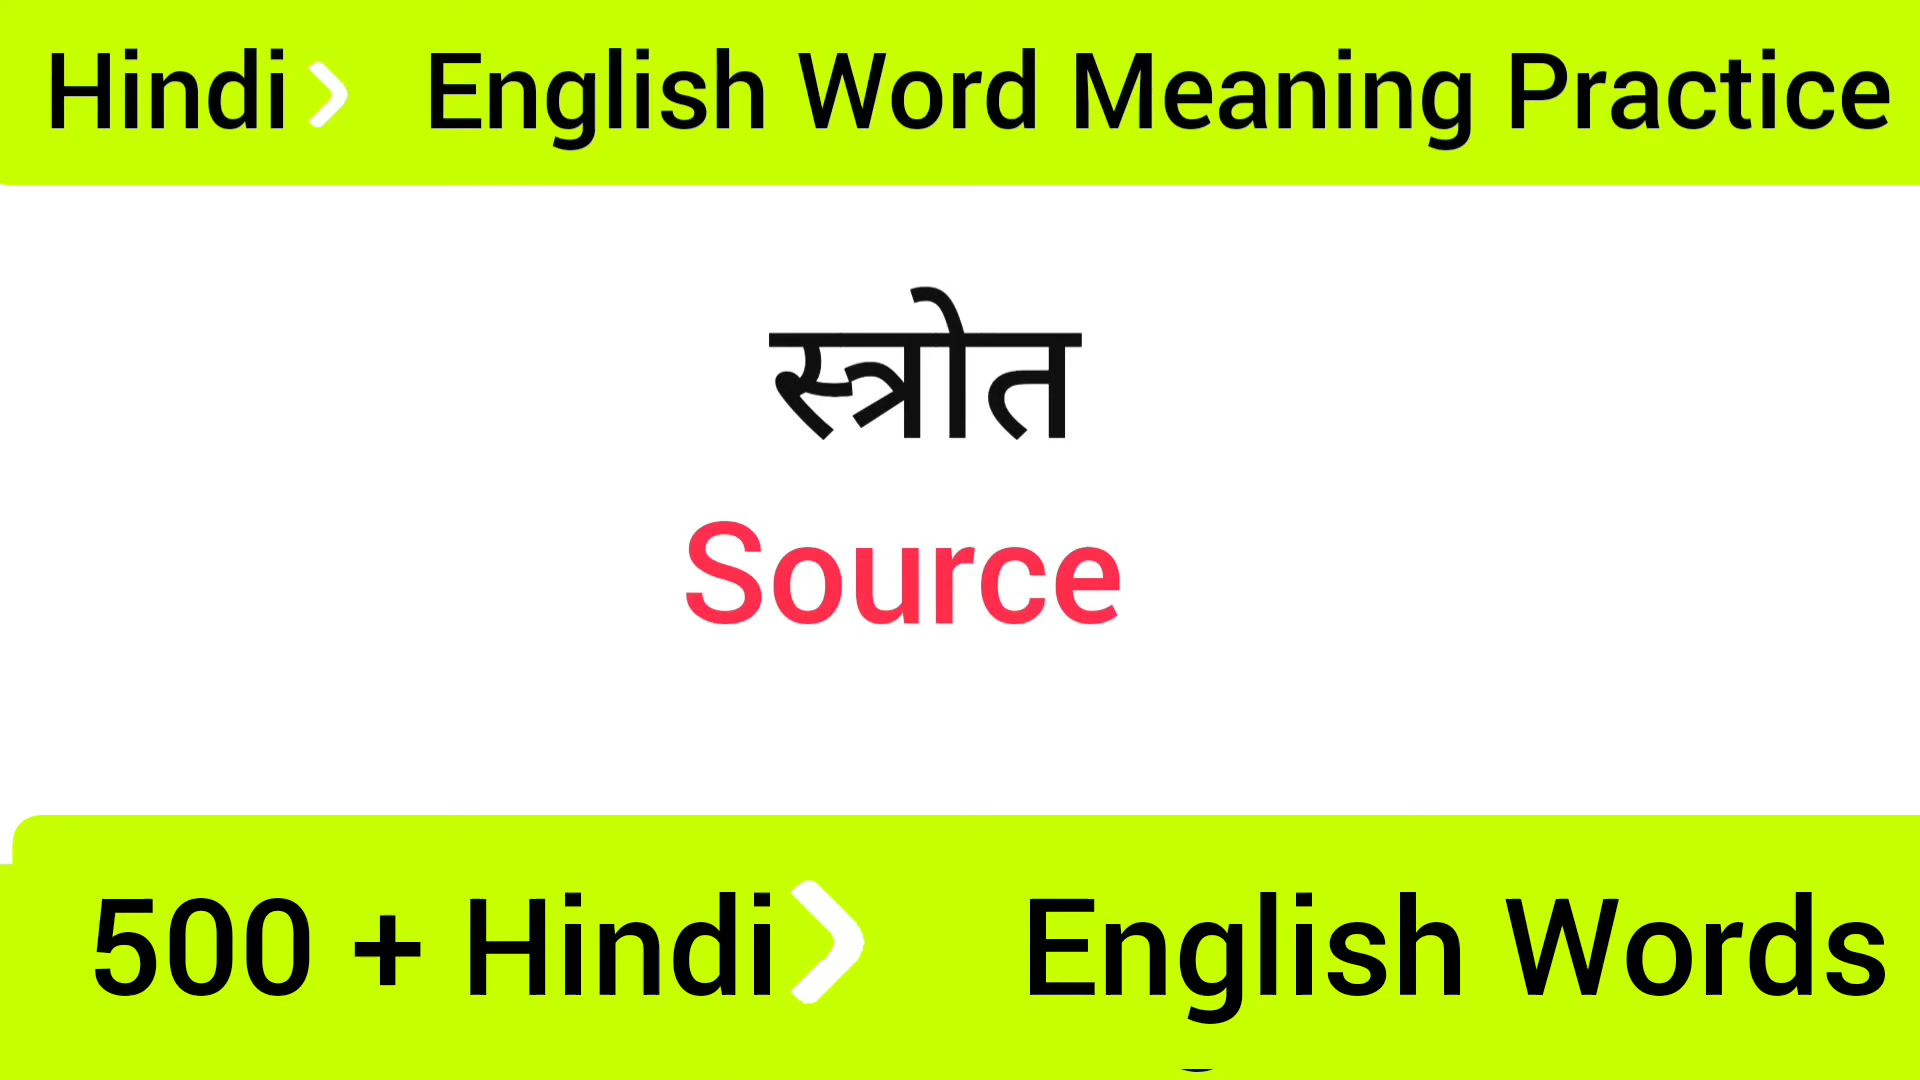 Hindi > English Word Meaning Practice
स्त्रोत
Source
500 + Hindi > English Words